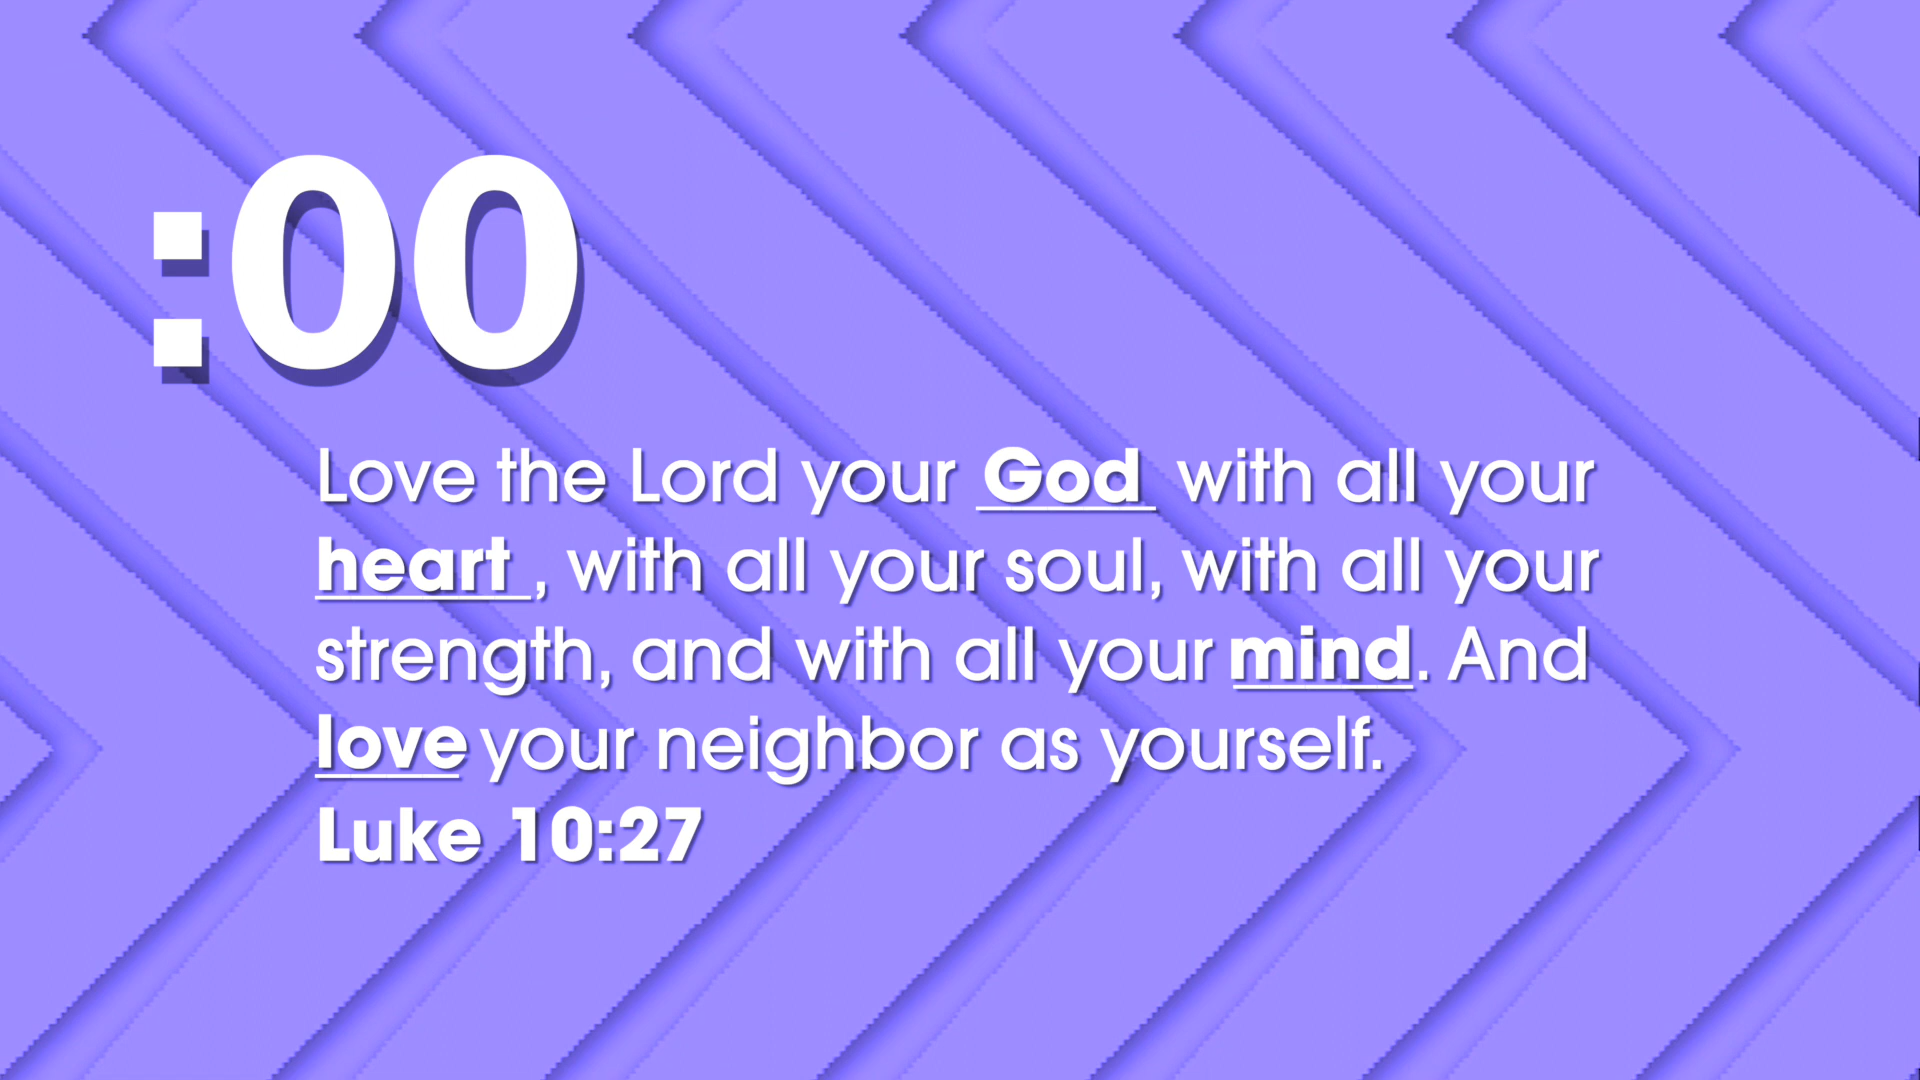 :00
Love the Lord your God with all your
heart , with all your soul, with all your
strength, and with all your mind. And
love your neighbor as yourself.
Luke 10:27